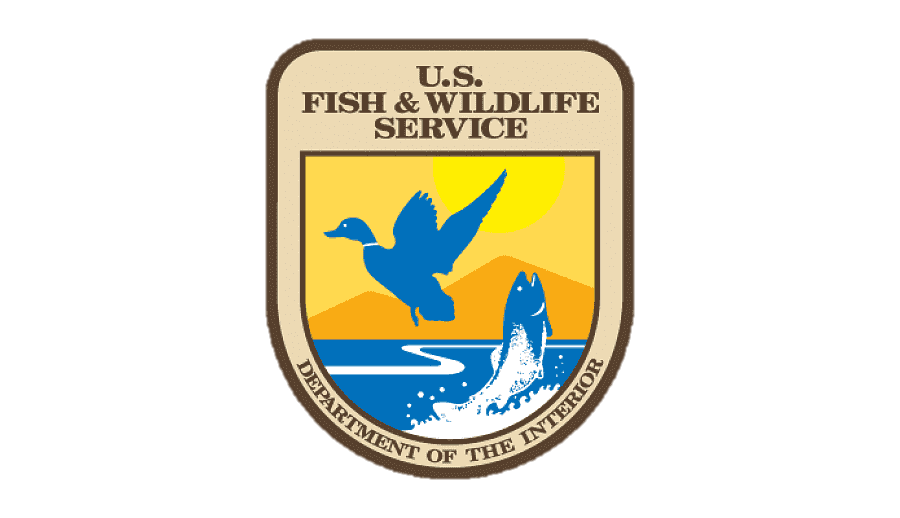 U.S.
FISH & WILDLIFE
SERVICE
DEPARTMENT OF THE INTERIOR